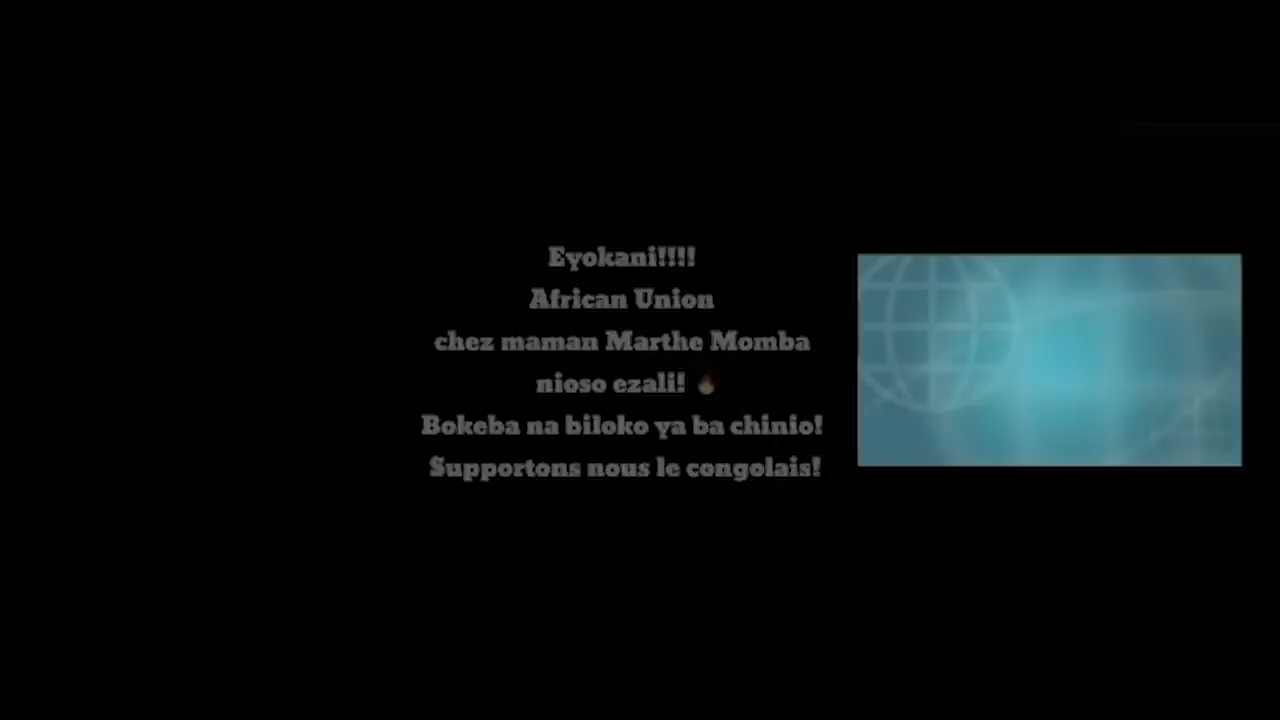 Eyokani!!!!
African Union
chez maman Marthe Momba
nioso ezali! 🔥
Bokeba na biloko ya ba chinio!
Supportons nous le congolais!